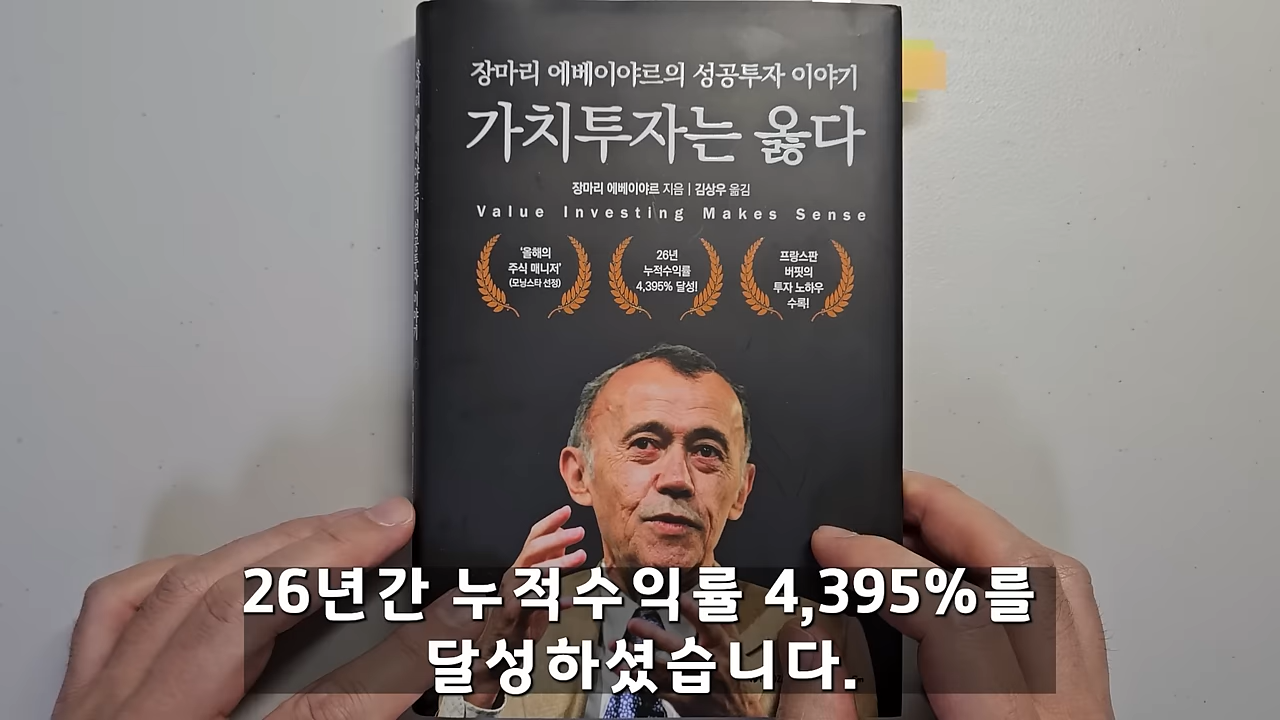 장마리 에베이야르의 성공투자 이야기
가치투자는 옳다
장마리 에베이야르 지음 | 김상우 옮김
Value Investing Makes Sense
'올해의
주식 매니저'
(모닝스타 선정)
26년
누적수익률
4,395% 달성!
프랑스판
버핏의
투자 노하우
수록!
26년간 누적수익률 4,395%를
달성하셨습니다.